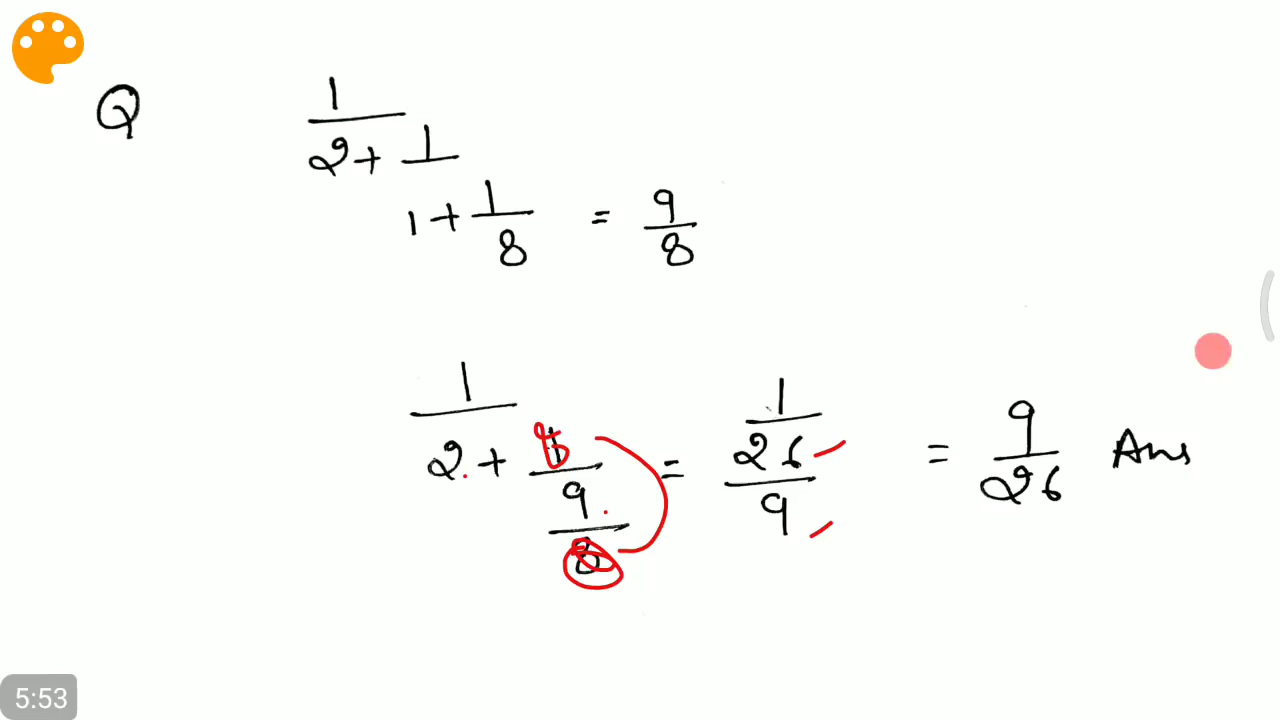 Q
1
2 + 1
1 + 1
8 = 9
8
1
2 + 8 = 1
9
8
26
9
= 9
26 Ans
5:53